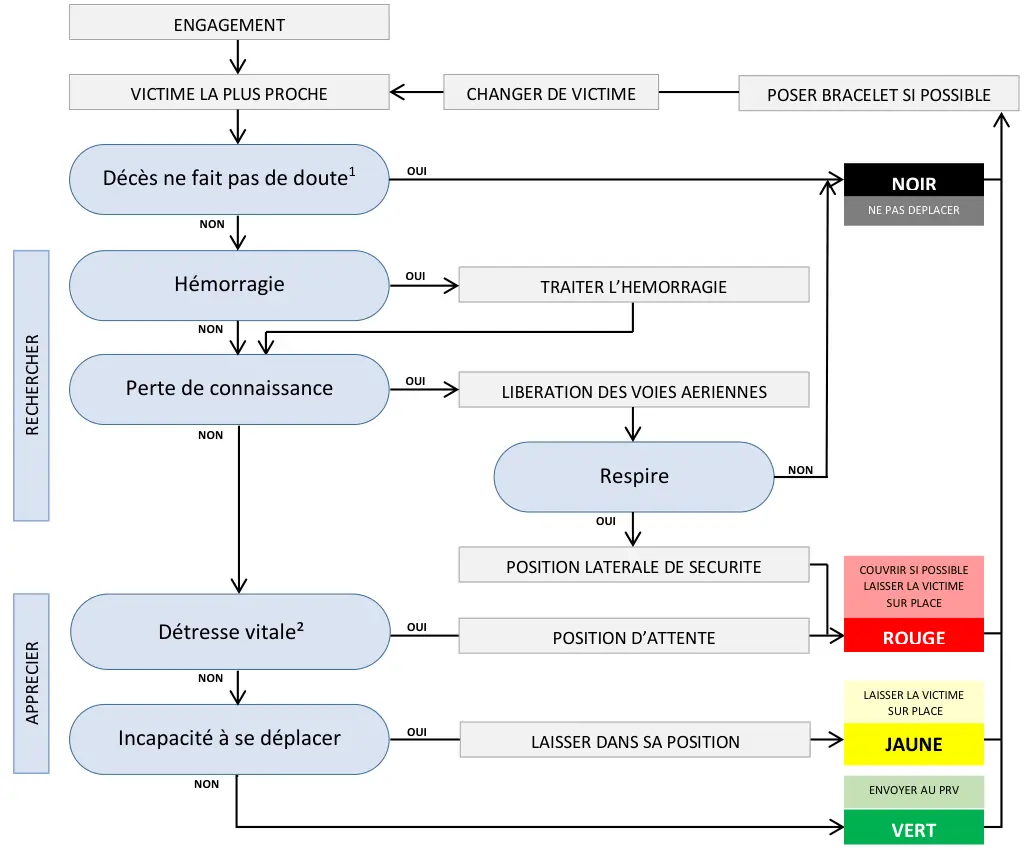 ENGAGEMENT
VICTIME LA PLUS PROCHE
CHANGER DE VICTIME
POSER BRACELET SI POSSIBLE
Décès ne fait pas de doute¹
OUI
NOIR
NE PAS DEPLACER
NON
RECHERCHER
Hémorragie
OUI
TRAITER L’HEMORRAGIE
NON
Perte de connaissance
OUI
LIBERATION DES VOIES AERIENNES
NON
Respire
NON
OUI
POSITION LATERALE DE SECURITE
COUVRIR SI POSSIBLE
LAISSER LA VICTIME
SUR PLACE
APPRECIER
Détresse vitale²
OUI
POSITION D’ATTENTE
ROUGE
NON
LAISSER LA VICTIME
SUR PLACE
Incapacité à se déplacer
OUI
LAISSER DANS SA POSITION
JAUNE
NON
ENVOYER AU PRV
VERT